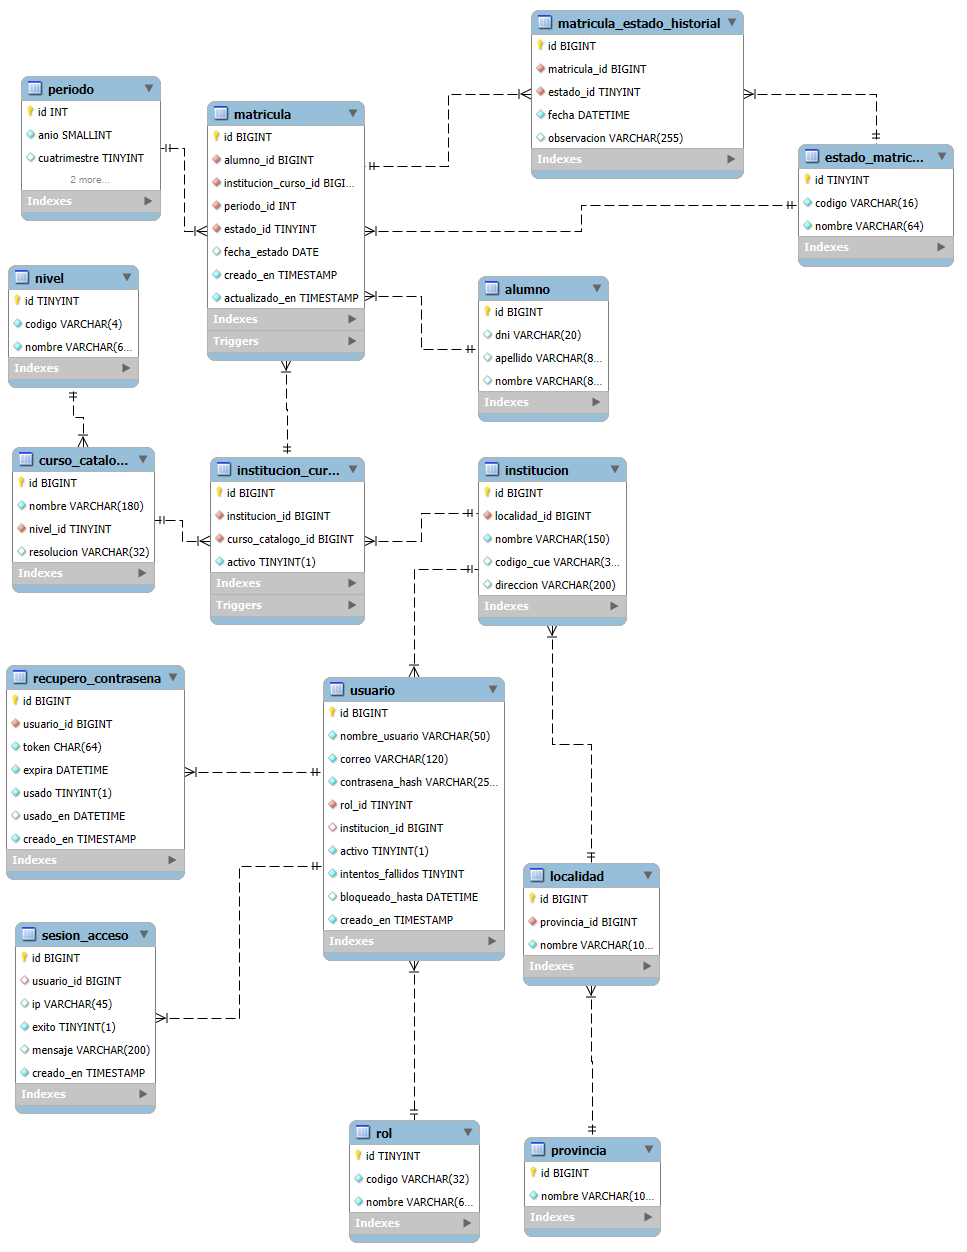 matricula_estado_historial
id BIGINT
matricula_id BIGINT
estado_id TINYINT
fecha DATETIME
observacion VARCHAR(255)
Indexes
periodo
id INT
anio SMALLINT
cuatrimestre TINYINT
2 more...
Indexes
matricula
id BIGINT
alumno_id BIGINT
institucion_curso_id BIGI...
periodo_id INT
estado_id TINYINT
fecha_estado DATE
creado_en TIMESTAMP
actualizado_en TIMESTAMP
Indexes
Triggers
estado_matric...
id TINYINT
codigo VARCHAR(16)
nombre VARCHAR(64)
Indexes
nivel
id TINYINT
codigo VARCHAR(4)
nombre VARCHAR(6...
Indexes
alumno
id BIGINT
dni VARCHAR(20)
apellido VARCHAR(8...
nombre VARCHAR(8...
Indexes
curso_catalo...
id BIGINT
nombre VARCHAR(180)
nivel_id TINYINT
resolucion VARCHAR(32)
Indexes
institucion_cur...
id BIGINT
institucion_id BIGINT
curso_catalogo_id BIGINT
activo TINYINT(1)
Indexes
Triggers
institucion
id BIGINT
localidad_id BIGINT
nombre VARCHAR(150)
codigo_cue VARCHAR(3...
direccion VARCHAR(200)
Indexes
recupero_contrasena
id BIGINT
usuario_id BIGINT
token CHAR(64)
expira DATETIME
usado TINYINT(1)
usado_en DATETIME
creado_en TIMESTAMP
Indexes
usuario
id BIGINT
nombre_usuario VARCHAR(50)
correo VARCHAR(120)
contrasena_hash VARCHAR(25...
rol_id TINYINT
institucion_id BIGINT
activo TINYINT(1)
intentos_fallidos TINYINT
bloqueado_hasta DATETIME
creado_en TIMESTAMP
Indexes
localidad
id BIGINT
provincia_id BIGINT
nombre VARCHAR(10...
Indexes
sesion_acceso
id BIGINT
usuario_id BIGINT
ip VARCHAR(45)
exito TINYINT(1)
mensaje VARCHAR(200)
creado_en TIMESTAMP
Indexes
rol
id TINYINT
codigo VARCHAR(32)
nombre VARCHAR(6...
Indexes
provincia
id BIGINT
nombre VARCHAR(10...
Indexes